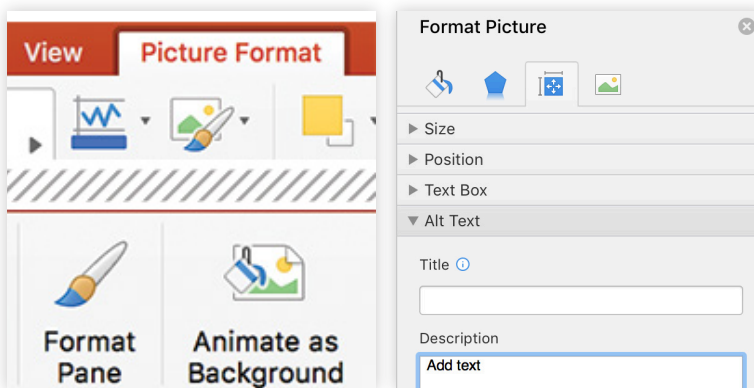 View
Picture Format
Format
Pane
Animate as
Background
Format Picture
Size
Position
Text Box
Alt Text
Title
Description
Add text